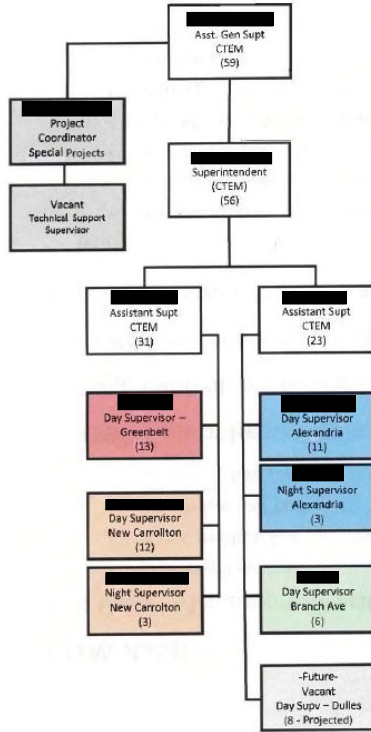 Asst. Gen Supt
CTEM
(59)
Project
Coordinator
Special Projects
Vacant
Technical Support
Supervisor
Superintendent
(CTEM)
(56)
Assistant Supt
CTEM
(31)
Assistant Supt
CTEM
(23)
Day Supervisor –
Greenbelt
(13)
Day Supervisor
New Carrollton
(12)
Night Supervisor
New Carrolton
(3)
Day Supervisor
Alexandria
(11)
Night Supervisor
Alexandria
(3)
Day Supervisor
Branch Ave
(6)
-Future-
Vacant
Day Supv – Dulles
(8 - Projected)